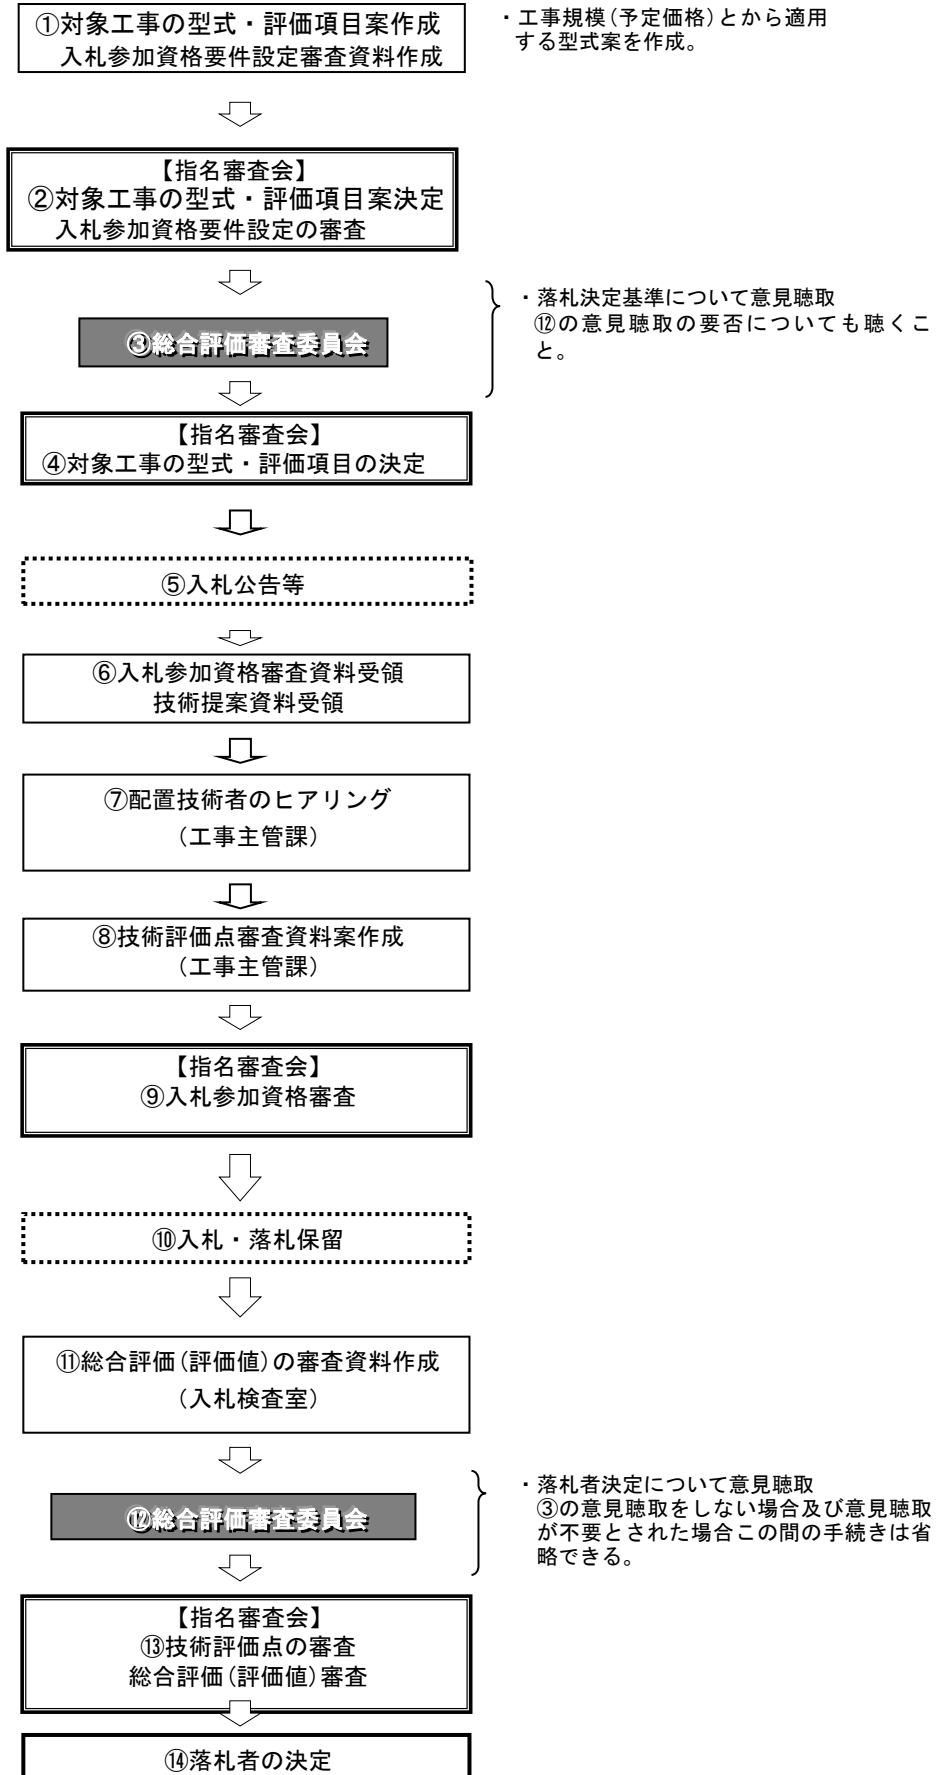 ①対象工事の型式・評価項目案作成
入札参加資格要件設定審査資料作成
・工事規模(予定価格)とから適用
する型式案を作成。
【指名審査会】
②対象工事の型式・評価項目案決定
入札参加資格要件設定の審査
③総合評価審査委員会
・落札決定基準について意見聴取
⑫の意見聴取の要否についても聴くこ
と。
【指名審査会】
④対象工事の型式・評価項目の決定
⑤入札公告等
⑥入札参加資格審査資料受領
技術提案資料受領
⑦配置技術者のヒアリング
(工事主管課)
⑧技術評価点審査資料案作成
(工事主管課)
【指名審査会】
⑨入札参加資格審査
⑩入札・落札保留
⑪総合評価(評価値)の審査資料作成
(入札検査室)
⑫総合評価審査委員会
・落札者決定について意見聴取
③の意見聴取をしない場合及び意見聴取
が不要とされた場合この間の手続きは省
略できる。
【指名審査会】
⑬技術評価点の審査
総合評価(評価値)審査
⑭落札者の決定